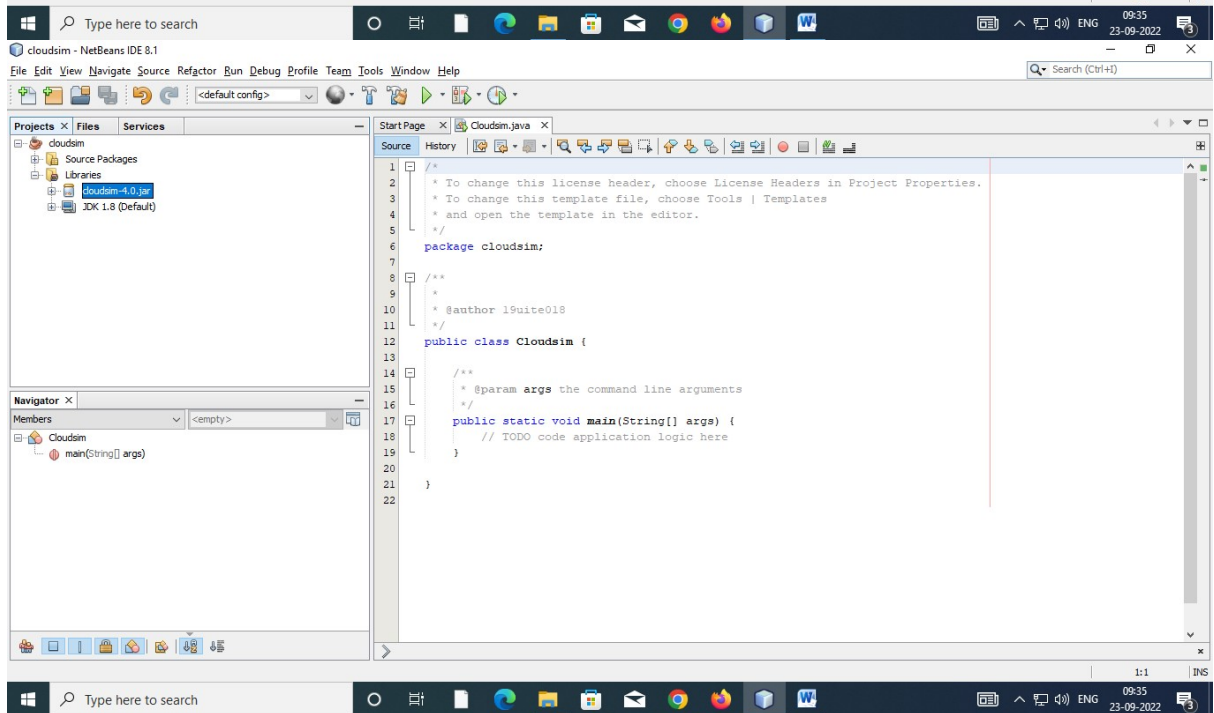 Type here to search
ENG
09:35
23-09-2022
3
cloudsim - NetBeans IDE 8.1
File Edit View Navigate Source Refactor Run Debug Profile Team Tools Window Help
Search (Ctrl+I)
<default config>
Projects Files Services
cloudsim
Source Packages
Libraries
cloudsim-4.0.jar
JDK 1.8 (Default)
Navigator
Members
<empty>
Cloudsim
main(String[] args)
Start Page Cloudsim.java
Source History
1 /*
2 * To change this license header, choose License Headers in Project Properties.
3 * To change this template file, choose Tools | Templates
4 * and open the template in the editor.
5 */
6 package cloudsim;
7
8 /**
9 *
10 * @author 19uite018
11 */
12 public class Cloudsim {
13
14 /**
15 * @param args the command line arguments
16 */
17 public static void main(String[] args) {
18 // TODO code application logic here
19 }
20
21 }
22
1:1 INS
Type here to search
ENG
09:35
23-09-2022
3